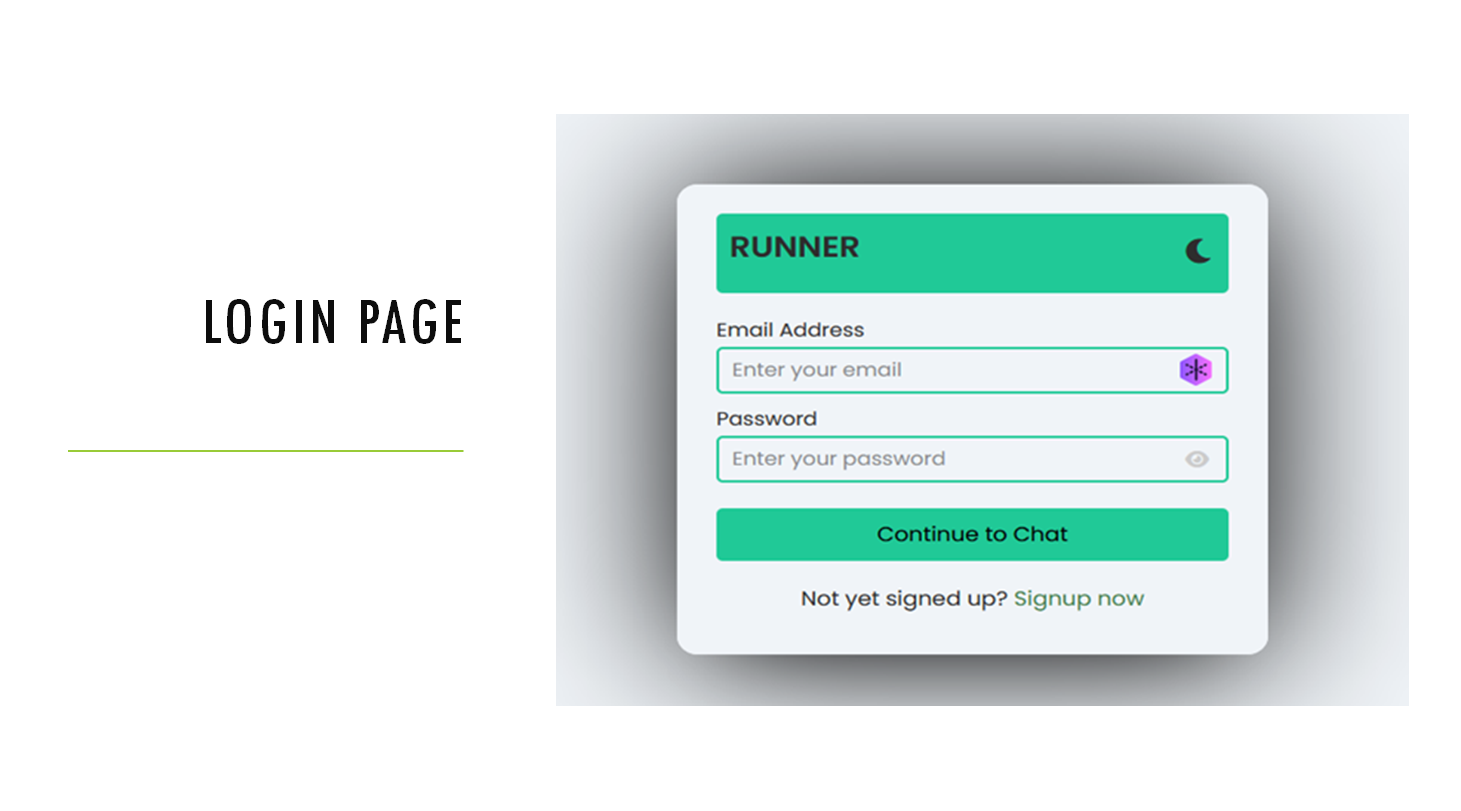 LOGIN PAGE
RUNNER
Email Address
Enter your email
Password
Enter your password
Continue to Chat
Not yet signed up? Signup now